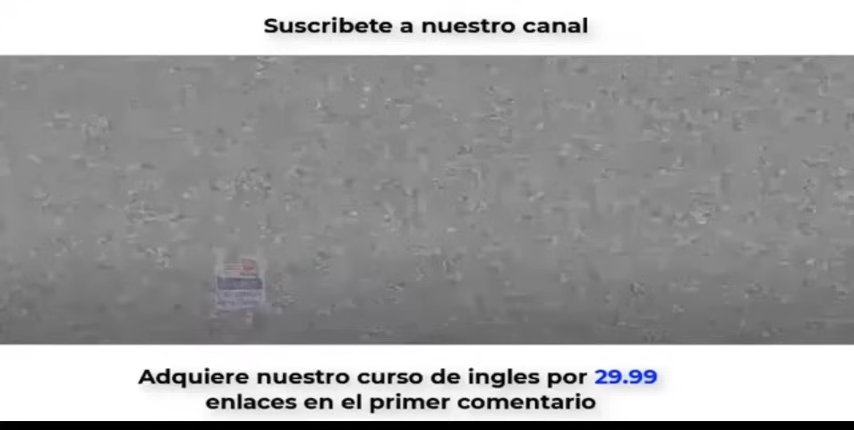 Suscribete a nuestro canal
Adquiere nuestro curso de ingles por 29.99
enlaces en el primer comentario